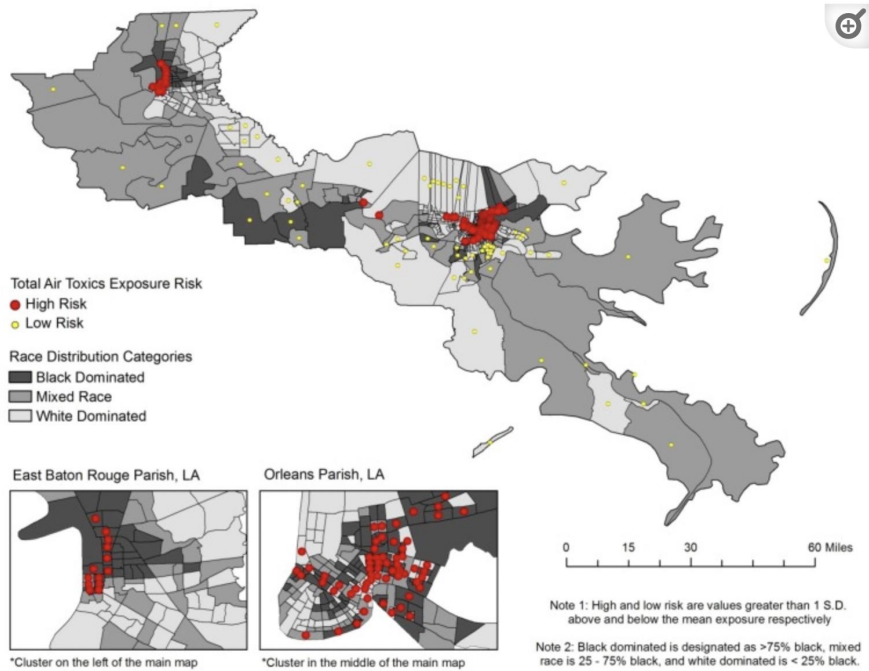 Total Air Toxics Exposure Risk
High Risk
Low Risk
Race Distribution Categories
Black Dominated
Mixed Race
White Dominated
East Baton Rouge Parish, LA
Orleans Parish, LA
0 15 30 60 Miles
Note 1: High and low risk are values greater than 1 S.D.
above and below the mean exposure respectively
Note 2: Black dominated is designated as >75% black, mixed
race is 25 - 75% black, and white dominated is < 25% black.
*Cluster on the left of the main map
*Cluster in the middle of the main map